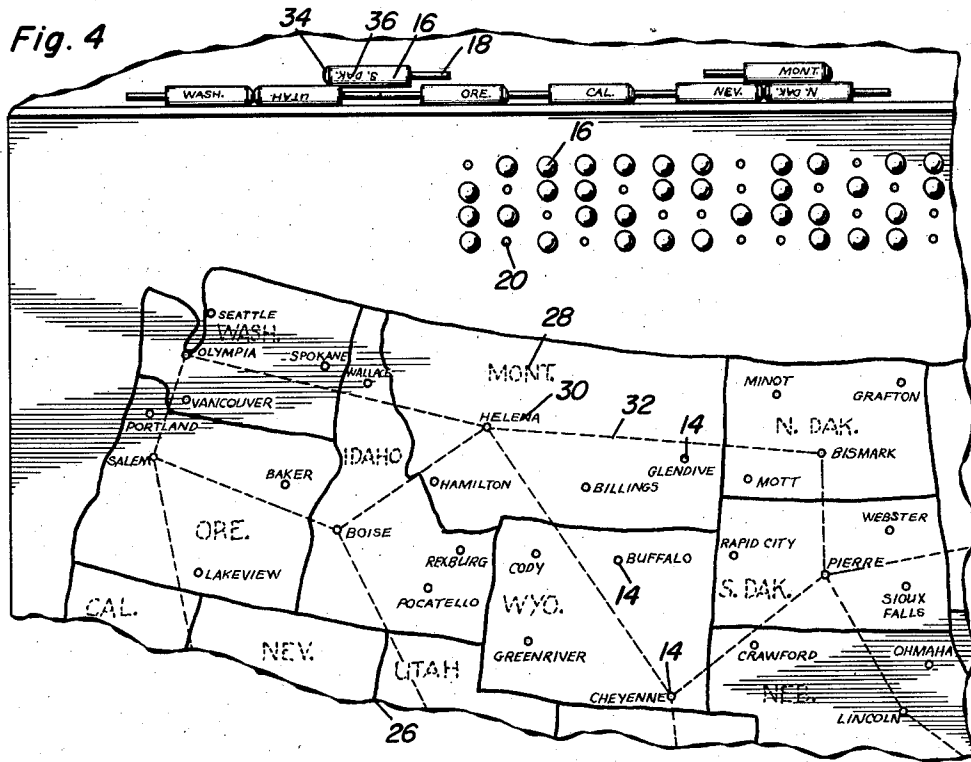 Fig. 4
34 36 16 18
S. DAK. MONT.
WASH. UTAH ORE. CAL. NEV. N. DAK.
16
20
SEATTLE
WASH.
OLYMPIA SPOKANE
WALLACE
VANCOUVER
PORTLAND
SALEM
BAKER
ORE.
LAKEVIEW
IDAHO
BOISE
REXBURG
POCATELLO
28
MONT.
30
HELENA 32 14
GLENDIVE
HAMILTON BILLINGS
MINOT GRAFTON
N. DAK.
BISMARK
MOTT
WEBSTER
RAPID CITY PIERRE
S. DAK.
SIOUX
FALLS
CODY BUFFALO
14
WYO.
GREENRIVER
14
CHEYENNE
CRAWFORD OHMAHA
NEB.
LINCOLN
CAL.
NEV.
UTAH
26